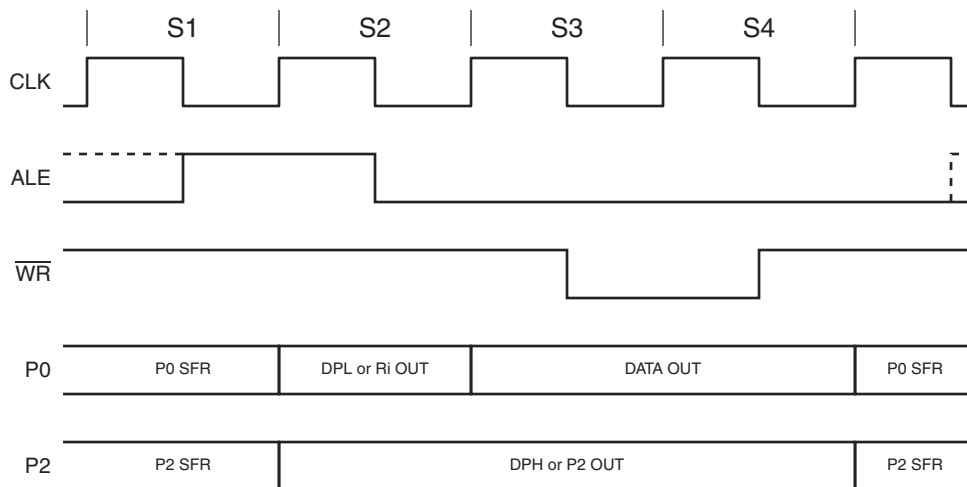 S1 S2 S3 S4
CLK
ALE
WR
P0 P0 SFR DPL or Ri OUT DATA OUT P0 SFR
P2 P2 SFR DPH or P2 OUT P2 SFR